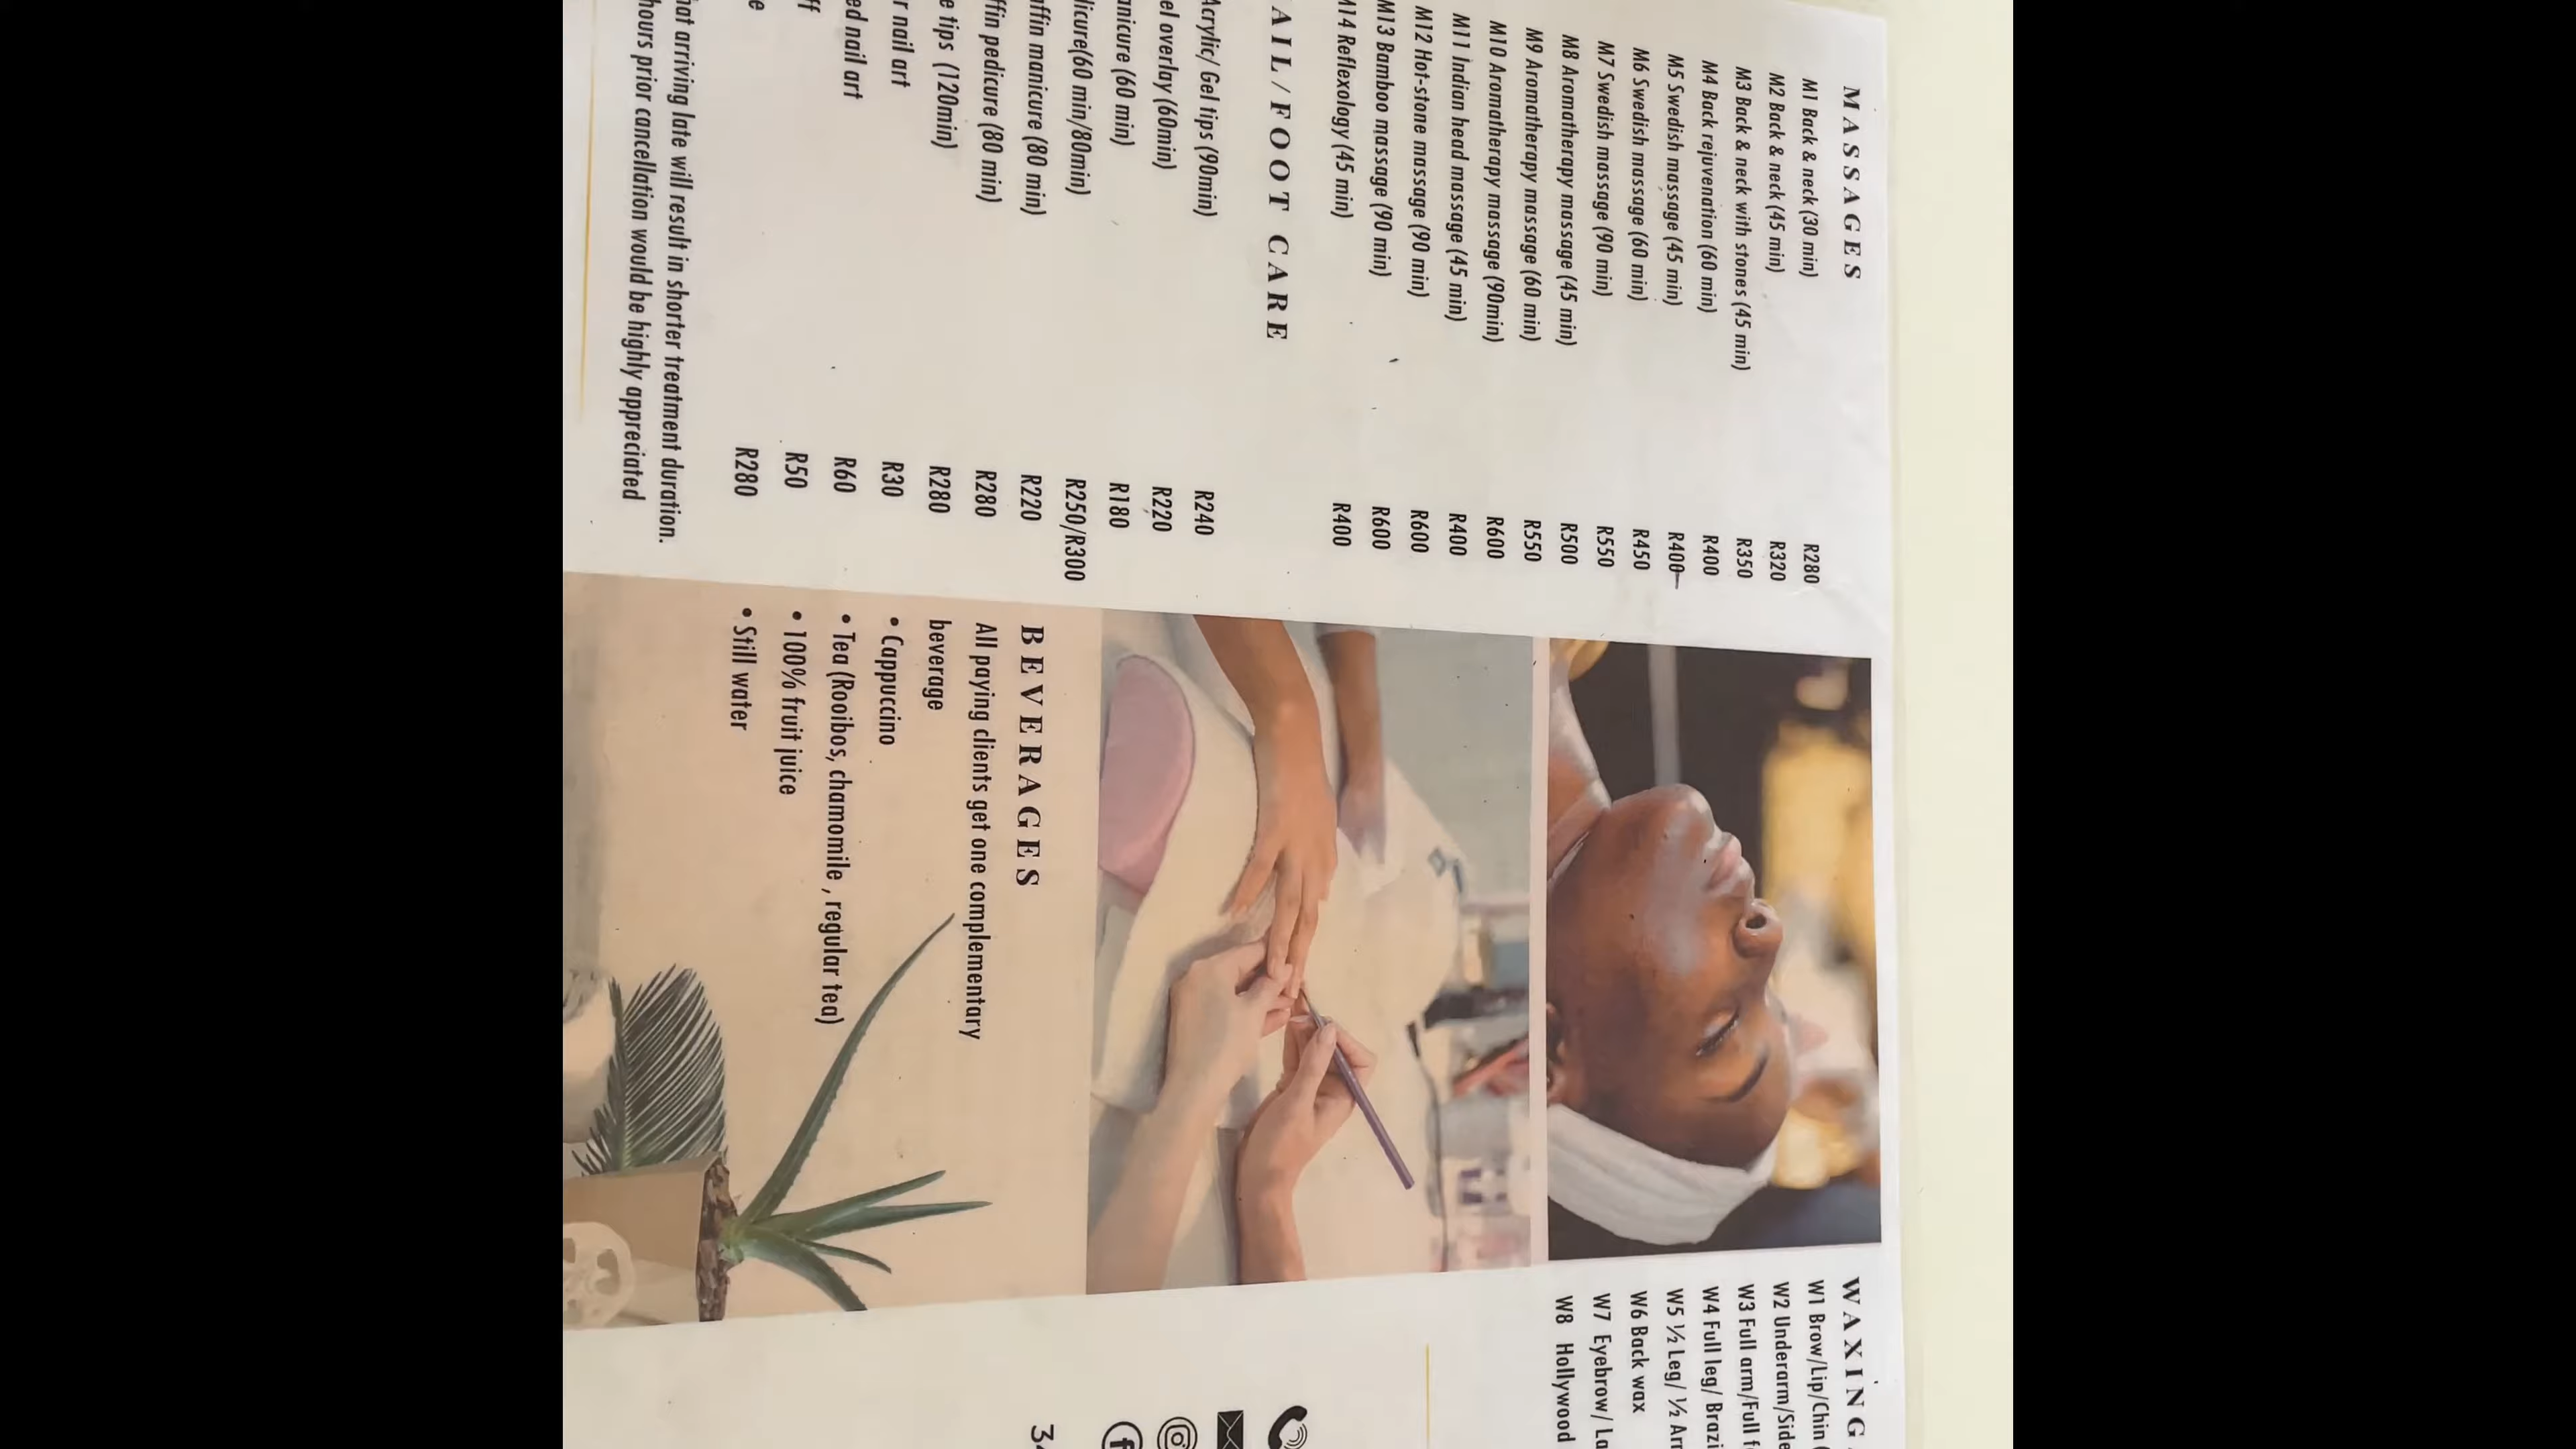 MASSAGES
M1 Back & neck (30 min) R280
M2 Back & neck (45 min) R320
M3 Back & neck with stones (45 min) R350
M4 Back rejuvenation (60 min) R400
M5 Swedish massage (45 min) R400
M6 Swedish massage (60 min) R450
M7 Swedish massage (90 min) R550
M8 Aromatherapy massage (45 min) R500
M9 Aromatherapy massage (60 min) R550
M10 Aromatherapy massage (90min) R600
M11 Indian head massage (45 min) R400
M12 Hot-stone massage (90 min) R600
M13 Bamboo massage (90 min) R600
M14 Reflexology (45 min) R400
AIL/FOOT CARE
Acrylic/ Gel tips (90min) R240
el overlay (60min) R220
anicure (60 min) R180
dicure(60 min/80min) R250/R300
affin manicure (80 min) R220
ffin pedicure (80 min) R280
e tips (120min) R280
r nail art R30
ed nail art R60
ff R50
e R280
hat arriving late will result in shorter treatment duration.
hours prior cancellation would be highly appreciated
BEVERAGES
All paying clients get one complementary
beverage
• Cappuccino
• Tea (Rooibos, chamomile , regular tea)
• 100% fruit juice
• Still water
WAXING
W1 Brow/Lip/Chin (
W2 Underarm/Side
W3 Full arm/Full f
W4 Full leg/ Brazi
W5 ½ Leg/ ½ Arm
W6 Back wax
W7 Eyebrow/ La
W8 Hollywood
34